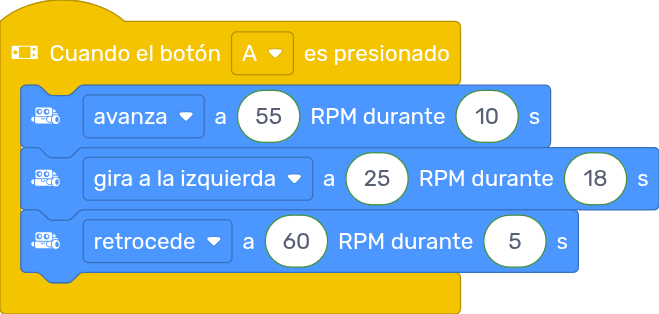 Cuando el botón A es presionado
avanza a 55 RPM durante 10 s
gira a la izquierda a 25 RPM durante 18 s
retrocede a 60 RPM durante 5 s